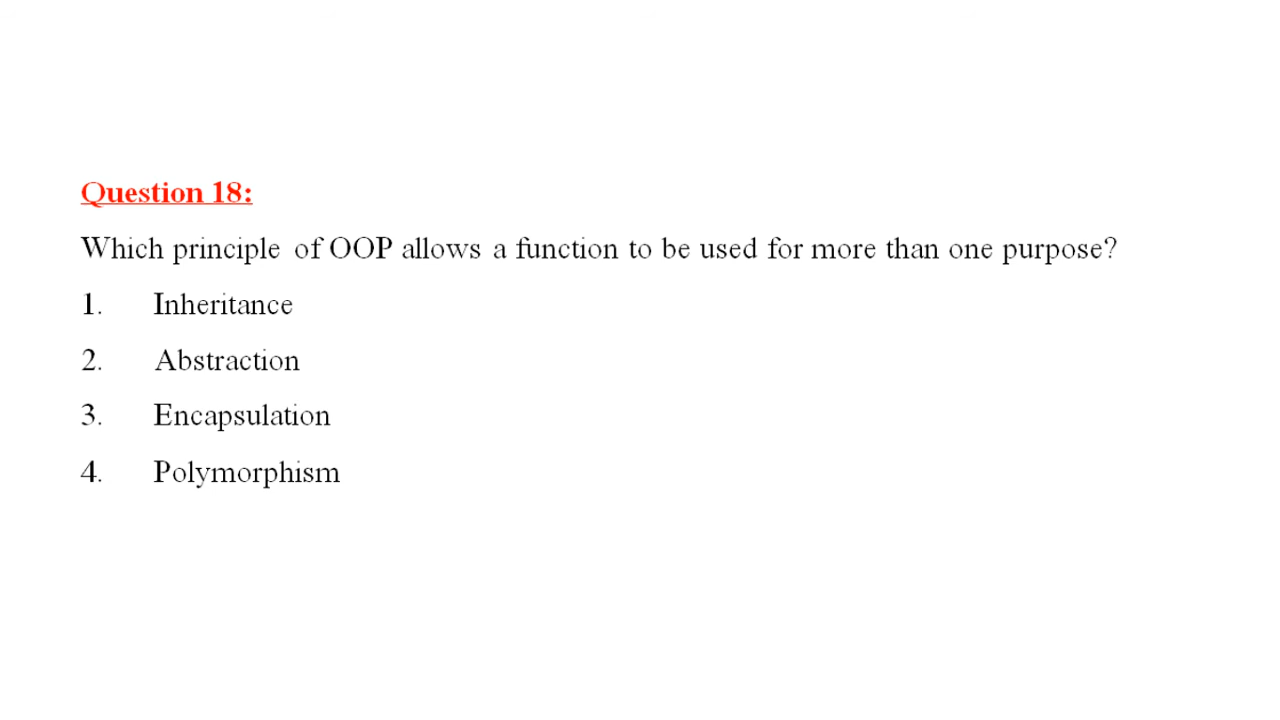 Question 18:
Which principle of OOP allows a function to be used for more than one purpose?
1. Inheritance
2. Abstraction
3. Encapsulation
4. Polymorphism